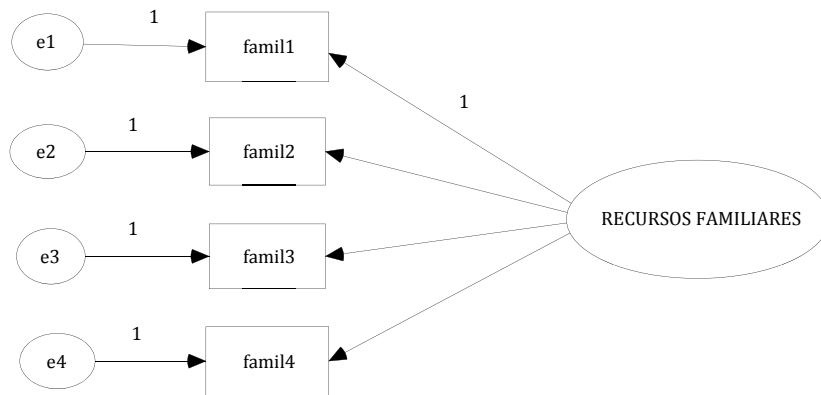 1
e1
famil1
1
1
e2
famil2
RECURSOS FAMILIARES
1
e3
famil3
1
e4
famil4